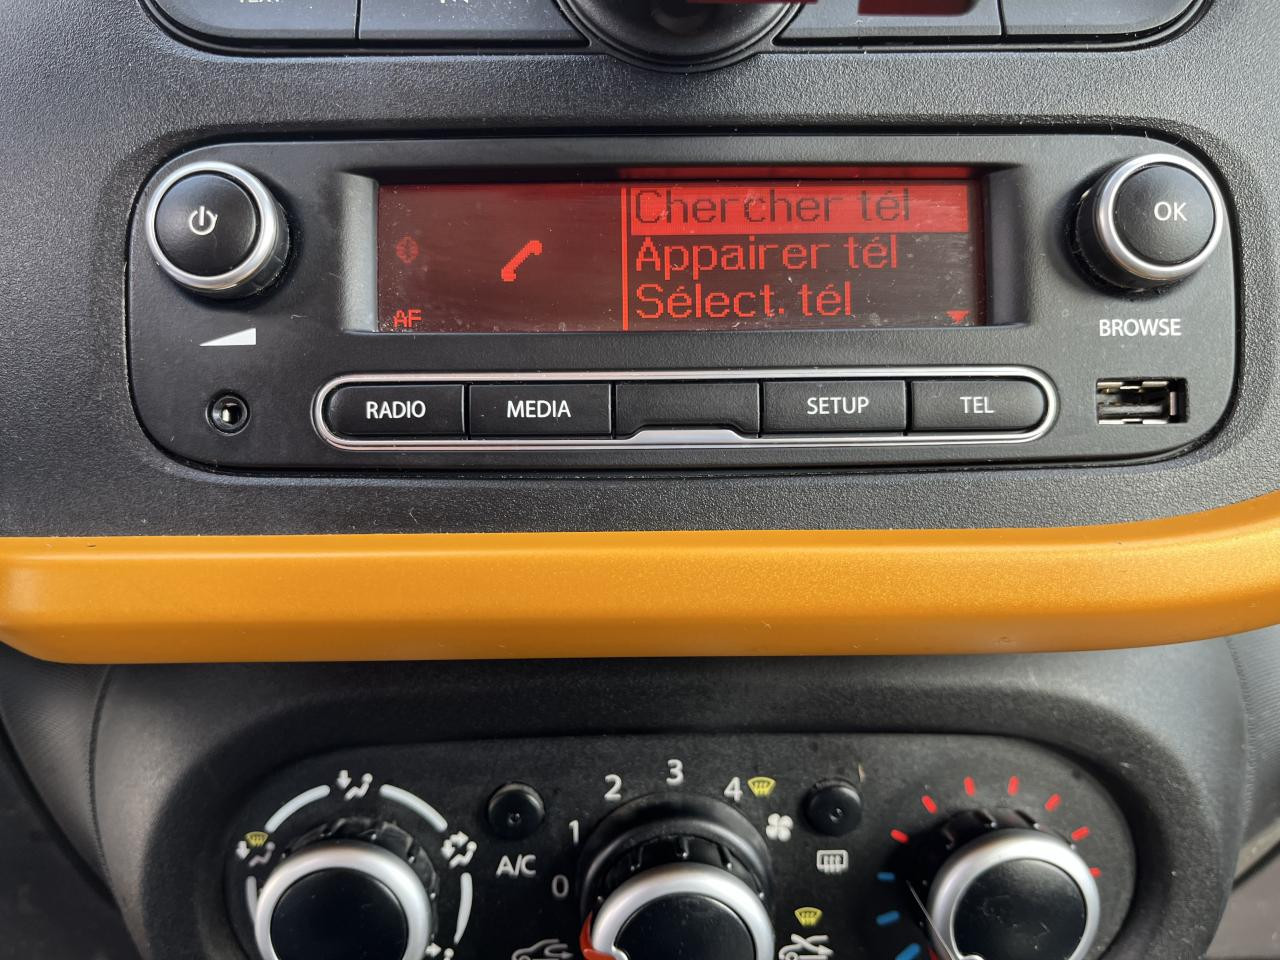 Chercher tél
Appairer tél
Sélect. tél
AF
OK
BROWSE
RADIO
MEDIA
SETUP
TEL
0
1
2
3
4
A/C